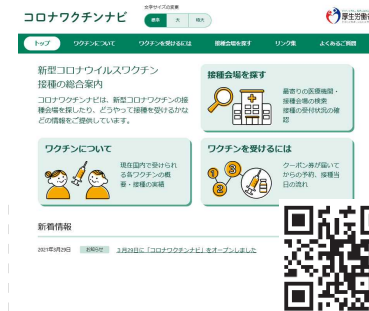 文字サイズの変更
コロナワクチンナビ
標準 大 特大
厚生労働
トップ ワクチンについて ワクチンを受けるには 接種会場を探す リンク集 よくあるご質問
新型コロナウイルスワクチン
接種の総合案内
コロナワクチンナビは、新型コロナワクチンの接
種会場を探したり、どうやって接種を受けるかな
どの情報をご提供しています。
接種会場を探す
最寄りの医療機関・
接種会場の検索
接種の受付状況の確
認
ワクチンについて
現在国内で受けられ
る各ワクチンの概
要・接種の実績
ワクチンを受けるには
クーポン券が届いて
からの予約、接種当
日の流れ
新着情報
2021年3月29日 お知らせ 3月29日に「コロナワクチンナビ」をオープンしました